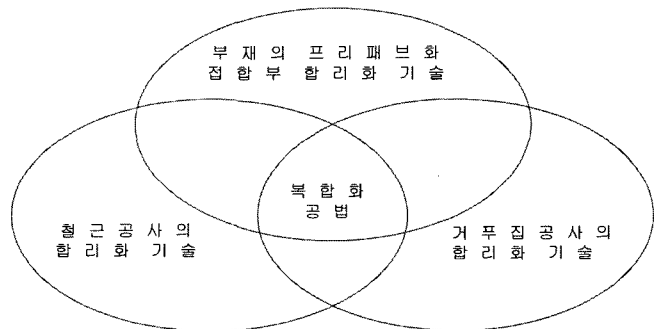 부재의 프리패브화
접합부 합리화 기술
복합화
공법
철근공사의
합리화 기술
거푸집공사의
합리화 기술